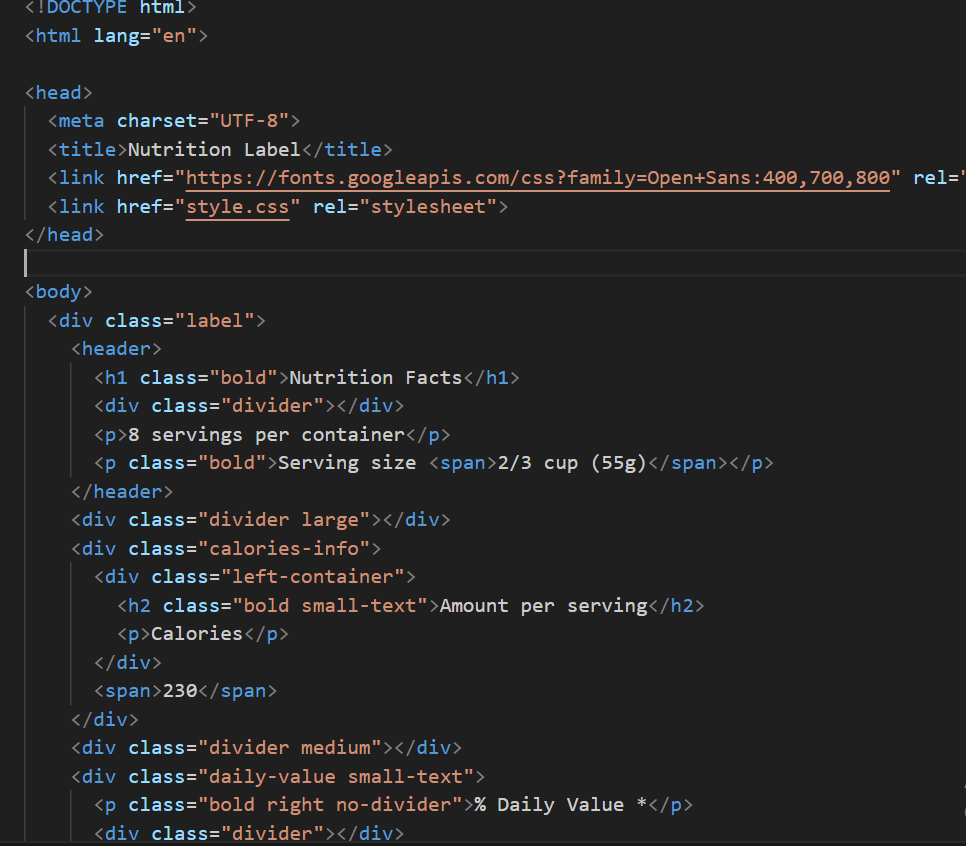 <!DOCTYPE html>
<html lang="en">

<head>
  <meta charset="UTF-8">
  <title>Nutrition Label</title>
  <link href="https://fonts.googleapis.com/css?family=Open+Sans:400,700,800" rel="
  <link href="style.css" rel="stylesheet">
</head>

<body>
  <div class="label">
    <header>
      <h1 class="bold">Nutrition Facts</h1>
      <div class="divider"></div>
      <p>8 servings per container</p>
      <p class="bold">Serving size <span>2/3 cup (55g)</span></p>
    </header>
    <div class="divider large"></div>
    <div class="calories-info">
      <div class="left-container">
        <h2 class="bold small-text">Amount per serving</h2>
        <p>Calories</p>
      </div>
      <span>230</span>
    </div>
    <div class="divider medium"></div>
    <div class="daily-value small-text">
      <p class="bold right no-divider">% Daily Value *</p>
      <div class="divider"></div>